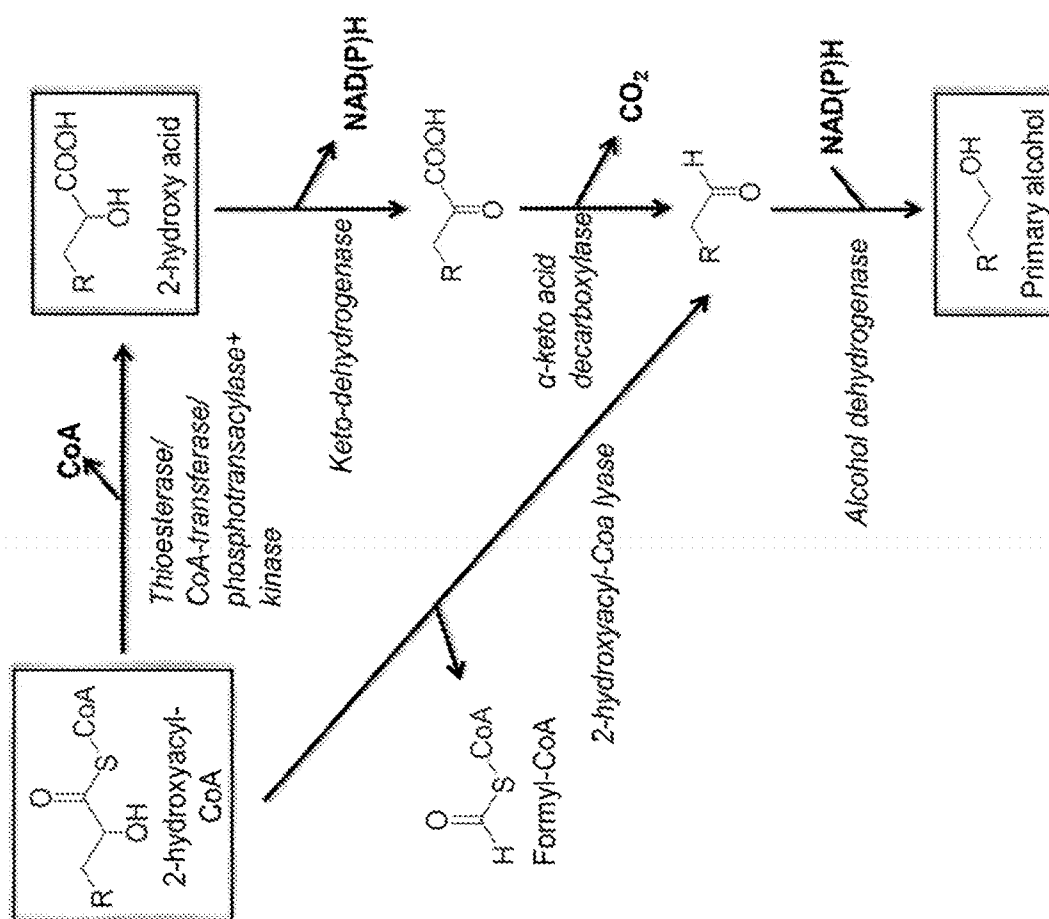 O
S
CoA
R
OH
2-hydroxyacyl-
CoA
CoA
Thioesterase/
CoA-transferase/
phosphotransacylase+
kinase
R
COOH
OH
2-hydroxy acid
Keto-dehydrogenase
NAD(P)H
R
COOH
O
α-keto acid
decarboxylase
CO2
O
H
S
CoA
Formyl-CoA
2-hydroxyacyl-Coa lyase
R
H
O
Alcohol dehydrogenase
NAD(P)H
R
OH
Primary alcohol